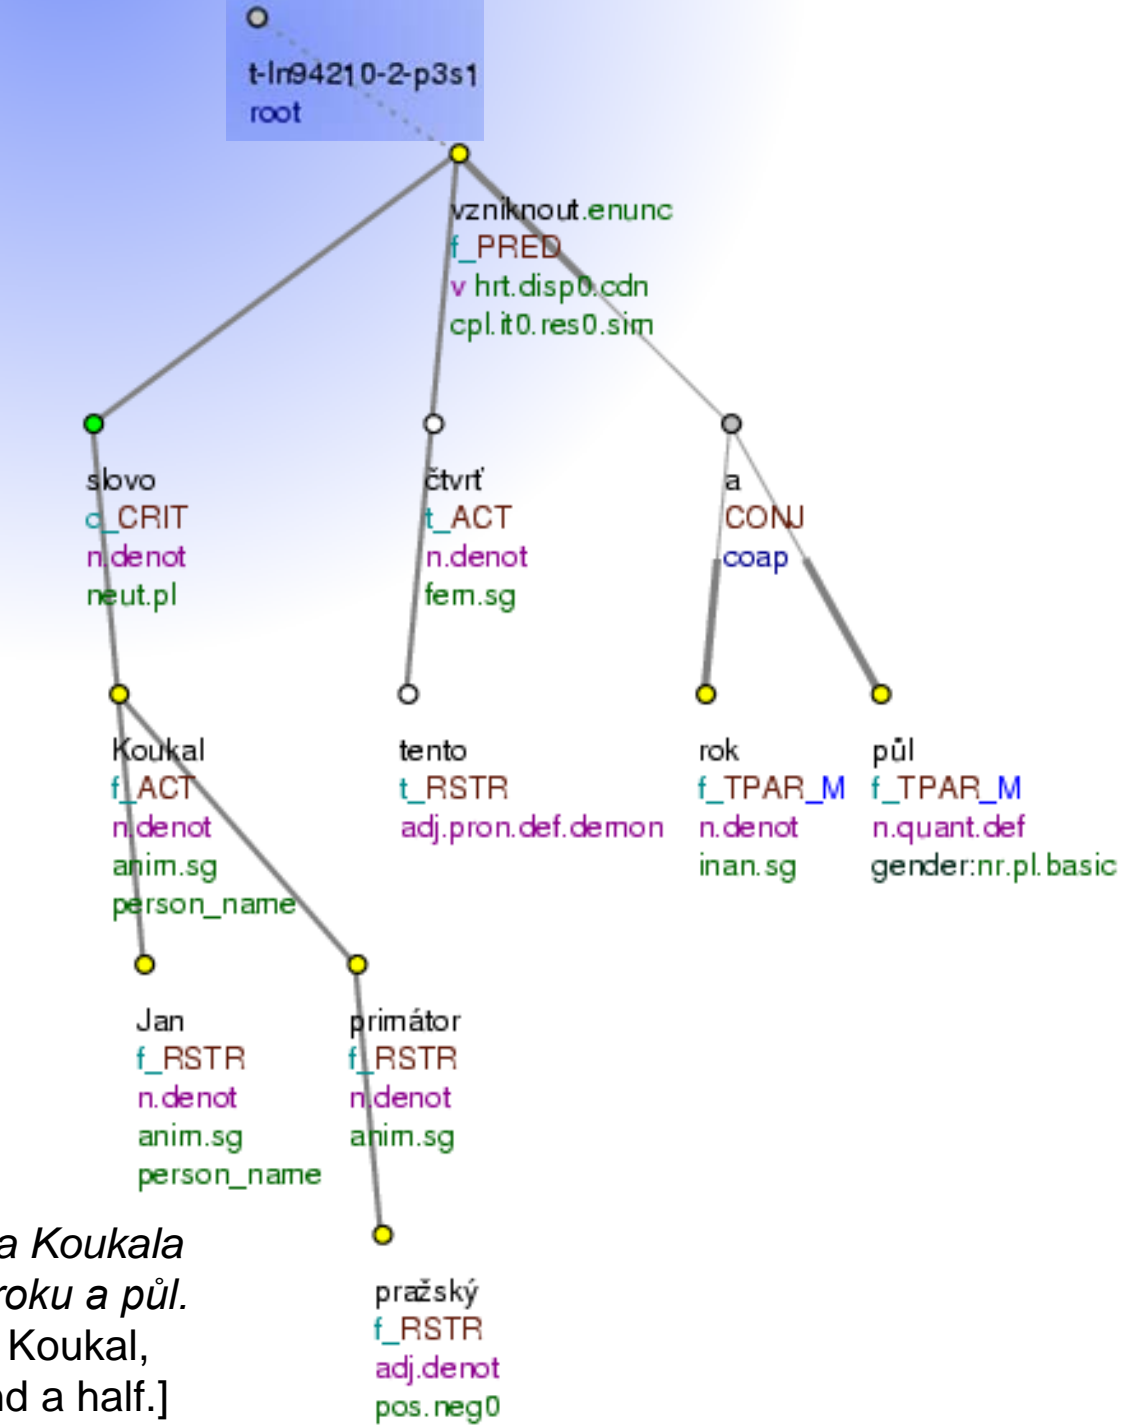 t-ln94210-2-p3s1
root
vzniknout.enunc
f_PRED
v hrt.disp0.cdn
cpl.it0.res0.sim
slovo
c_CRIT
n.denot
neut.pl
čtvrť
t_ACT
n.denot
fem.sg
a
CONJ
coap
Koukal
f_ACT
n.denot
anim.sg
person_name
tento
t_RSTR
adj.pron.def.demon
rok
f_TPAR_M
n.denot
inan.sg
půl
f_TPAR_M
n.quant.def
gender:nr.pl.basic
Jan
f_RSTR
n.denot
anim.sg
person_name
primátor
f_RSTR
n.denot
anim.sg
pražský
f_RSTR
adj.denot
pos.neg0
a Koukala
roku a půl.
Koukal,
nd a half.]